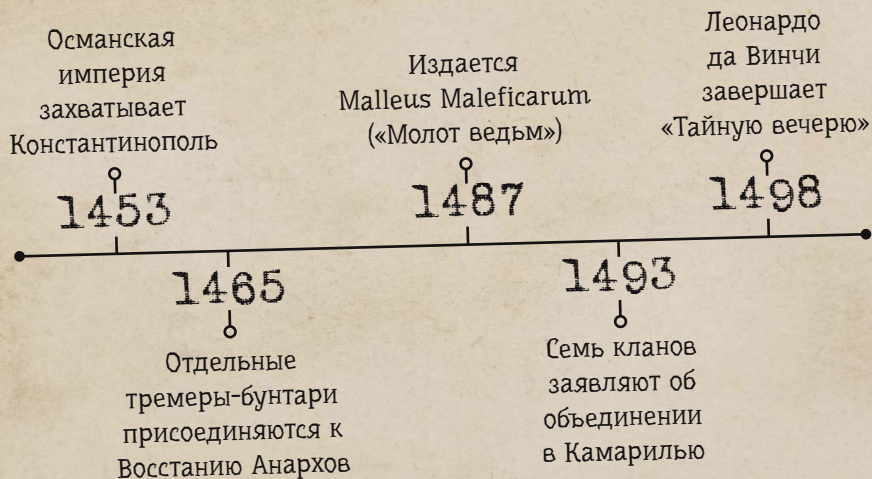 Османская
империя
захватывает
Константинополь
1453
1465
Отдельные
тремеры-бунтари
присоединяются к
Восстанию Анархов
Издается
Malleus Maleficarum
(«Молот ведьм»)
1487
1493
Семь кланов
заявляют об
объединении
в Камарилью
Леонардо
да Винчи
завершает
«Тайную вечерю»
1498